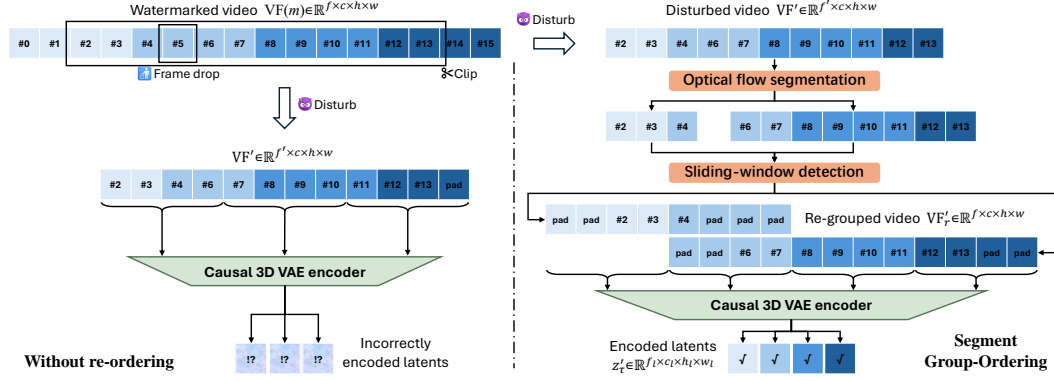 Watermarked video VF(m)∈ℝ^{f×c×h×w}
#0 #1 #2 #3 #4 #5 #6 #7 #8 #9 #10 #11 #12 #13 #14 #15
Frame drop
Clip
Disturb
VF'∈ℝ^{f'×c×h×w}
#2 #3 #4 #6 #7 #8 #9 #10 #11 #12 #13 pad
Causal 3D VAE encoder
!? !? !?
Incorrectly
encoded latents
Without re-ordering
Disturb
Disturbed video VF'∈ℝ^{f'×c×h×w}
#2 #3 #4 #6 #7 #8 #9 #10 #11 #12 #13
Optical flow segmentation
#2 #3 #4 #6 #7 #8 #9 #10 #11 #12 #13
Sliding-window detection
pad pad #2 #3 #4 pad pad pad
Re-grouped video VF'_r∈ℝ^{f×c×h×w}
pad pad #6 #7 #8 #9 #10 #11 #12 #13 pad pad
Causal 3D VAE encoder
Encoded latents
z'_τ∈ℝ^{f_l×c_l×h_l×w_l}
√ √ √ √
Segment
Group-Ordering